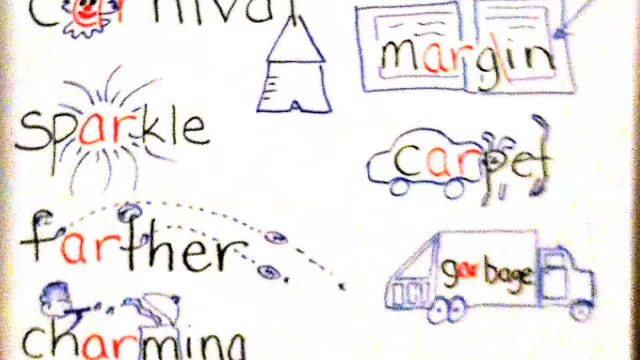 carnival
sparkle
farther
charming
margin
carpet
garbage